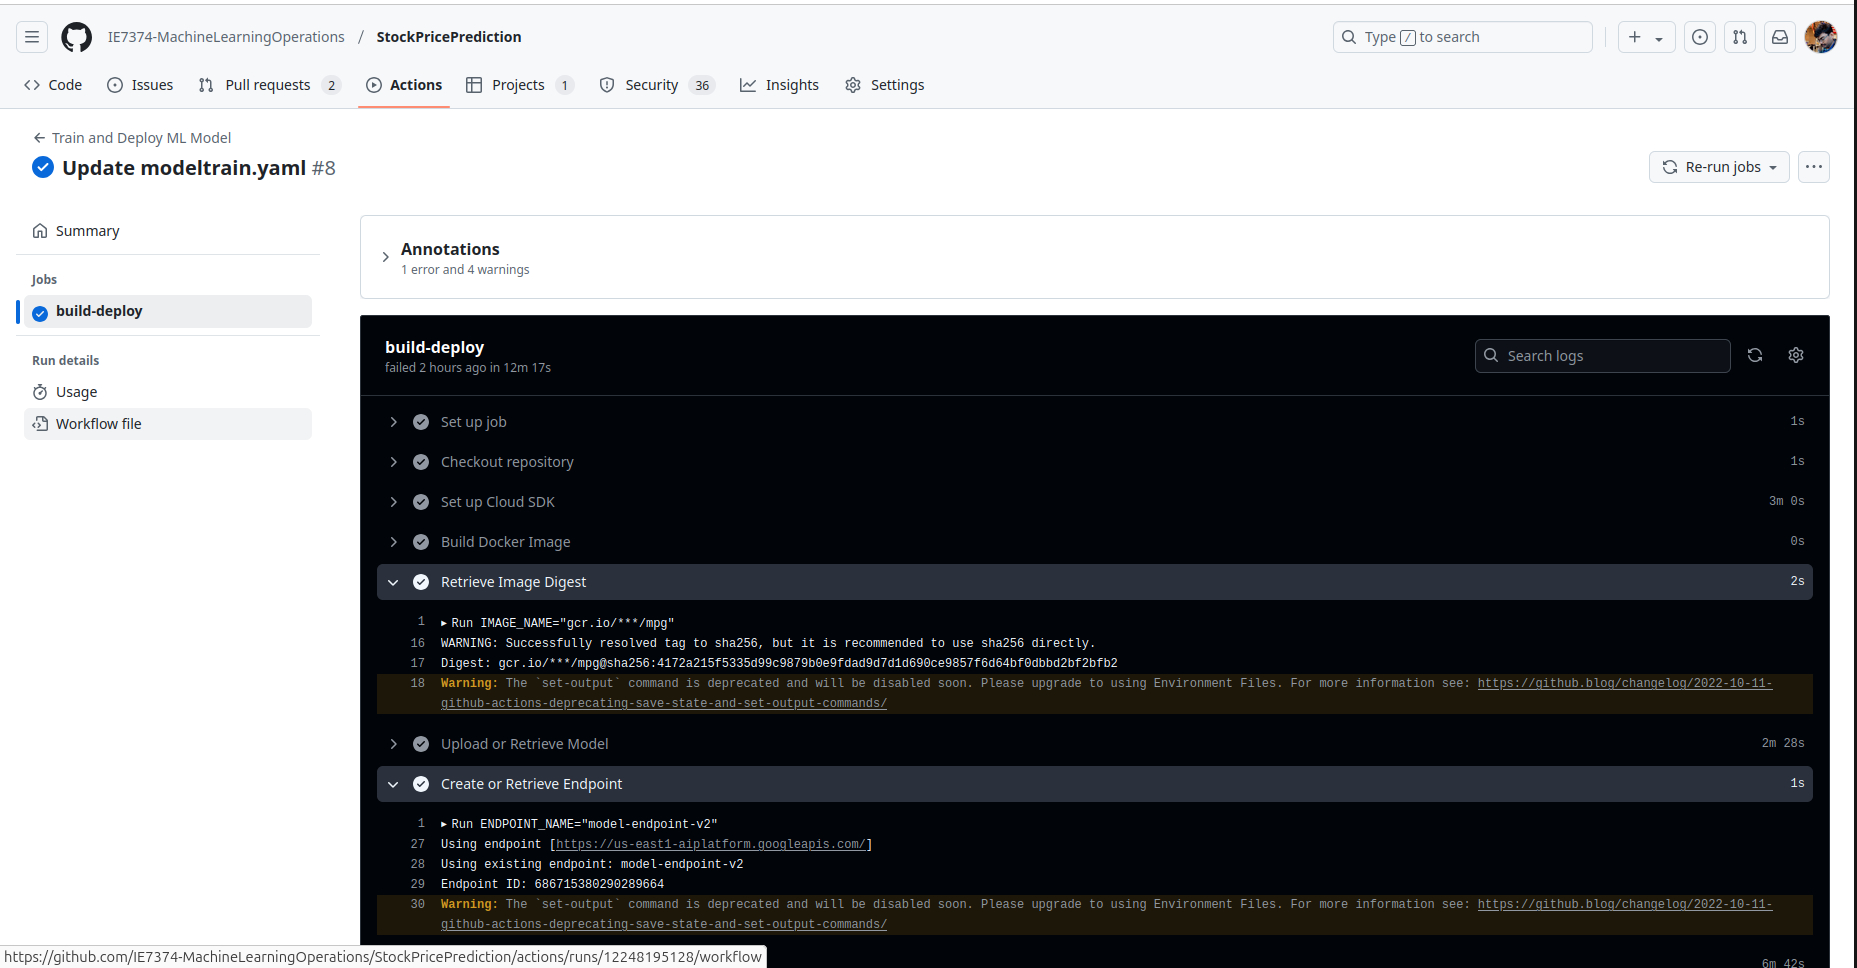 IE7374-MachineLearningOperations / StockPricePrediction
Type / to search
Code
Issues
Pull requests 2
Actions
Projects 1
Security 36
Insights
Settings
Train and Deploy ML Model
Update modeltrain.yaml #8
Re-run jobs
Summary
Jobs
build-deploy
Run details
Usage
Workflow file
Annotations
1 error and 4 warnings
build-deploy
failed 2 hours ago in 12m 17s
Search logs
Set up job 1s
Checkout repository 1s
Set up Cloud SDK 3m 0s
Build Docker Image 0s
Retrieve Image Digest 2s
1 Run IMAGE_NAME="gcr.io/***/mpg"
16 WARNING: Successfully resolved tag to sha256, but it is recommended to use sha256 directly.
17 Digest: gcr.io/***/mpg@sha256:4172a215f5335d99c9879b0e9fdad9d7d1d690ce9857f6d64bf0dbbd2bf2bfb2
18 Warning: The `set-output` command is deprecated and will be disabled soon. Please upgrade to using Environment Files. For more information see: https://github.blog/changelog/2022-10-11-
github-actions-deprecating-save-state-and-set-output-commands/
Upload or Retrieve Model 2m 28s
Create or Retrieve Endpoint 1s
1 Run ENDPOINT_NAME="model-endpoint-v2"
27 Using endpoint [https://us-east1-aiplatform.googleapis.com/]
28 Using existing endpoint: model-endpoint-v2
29 Endpoint ID: 686715380290289664
30 Warning: The `set-output` command is deprecated and will be disabled soon. Please upgrade to using Environment Files. For more information see: https://github.blog/changelog/2022-10-11-
github-actions-deprecating-save-state-and-set-output-commands/
6m 42s
https://github.com/IE7374-MachineLearningOperations/StockPricePrediction/actions/runs/12248195128/workflow